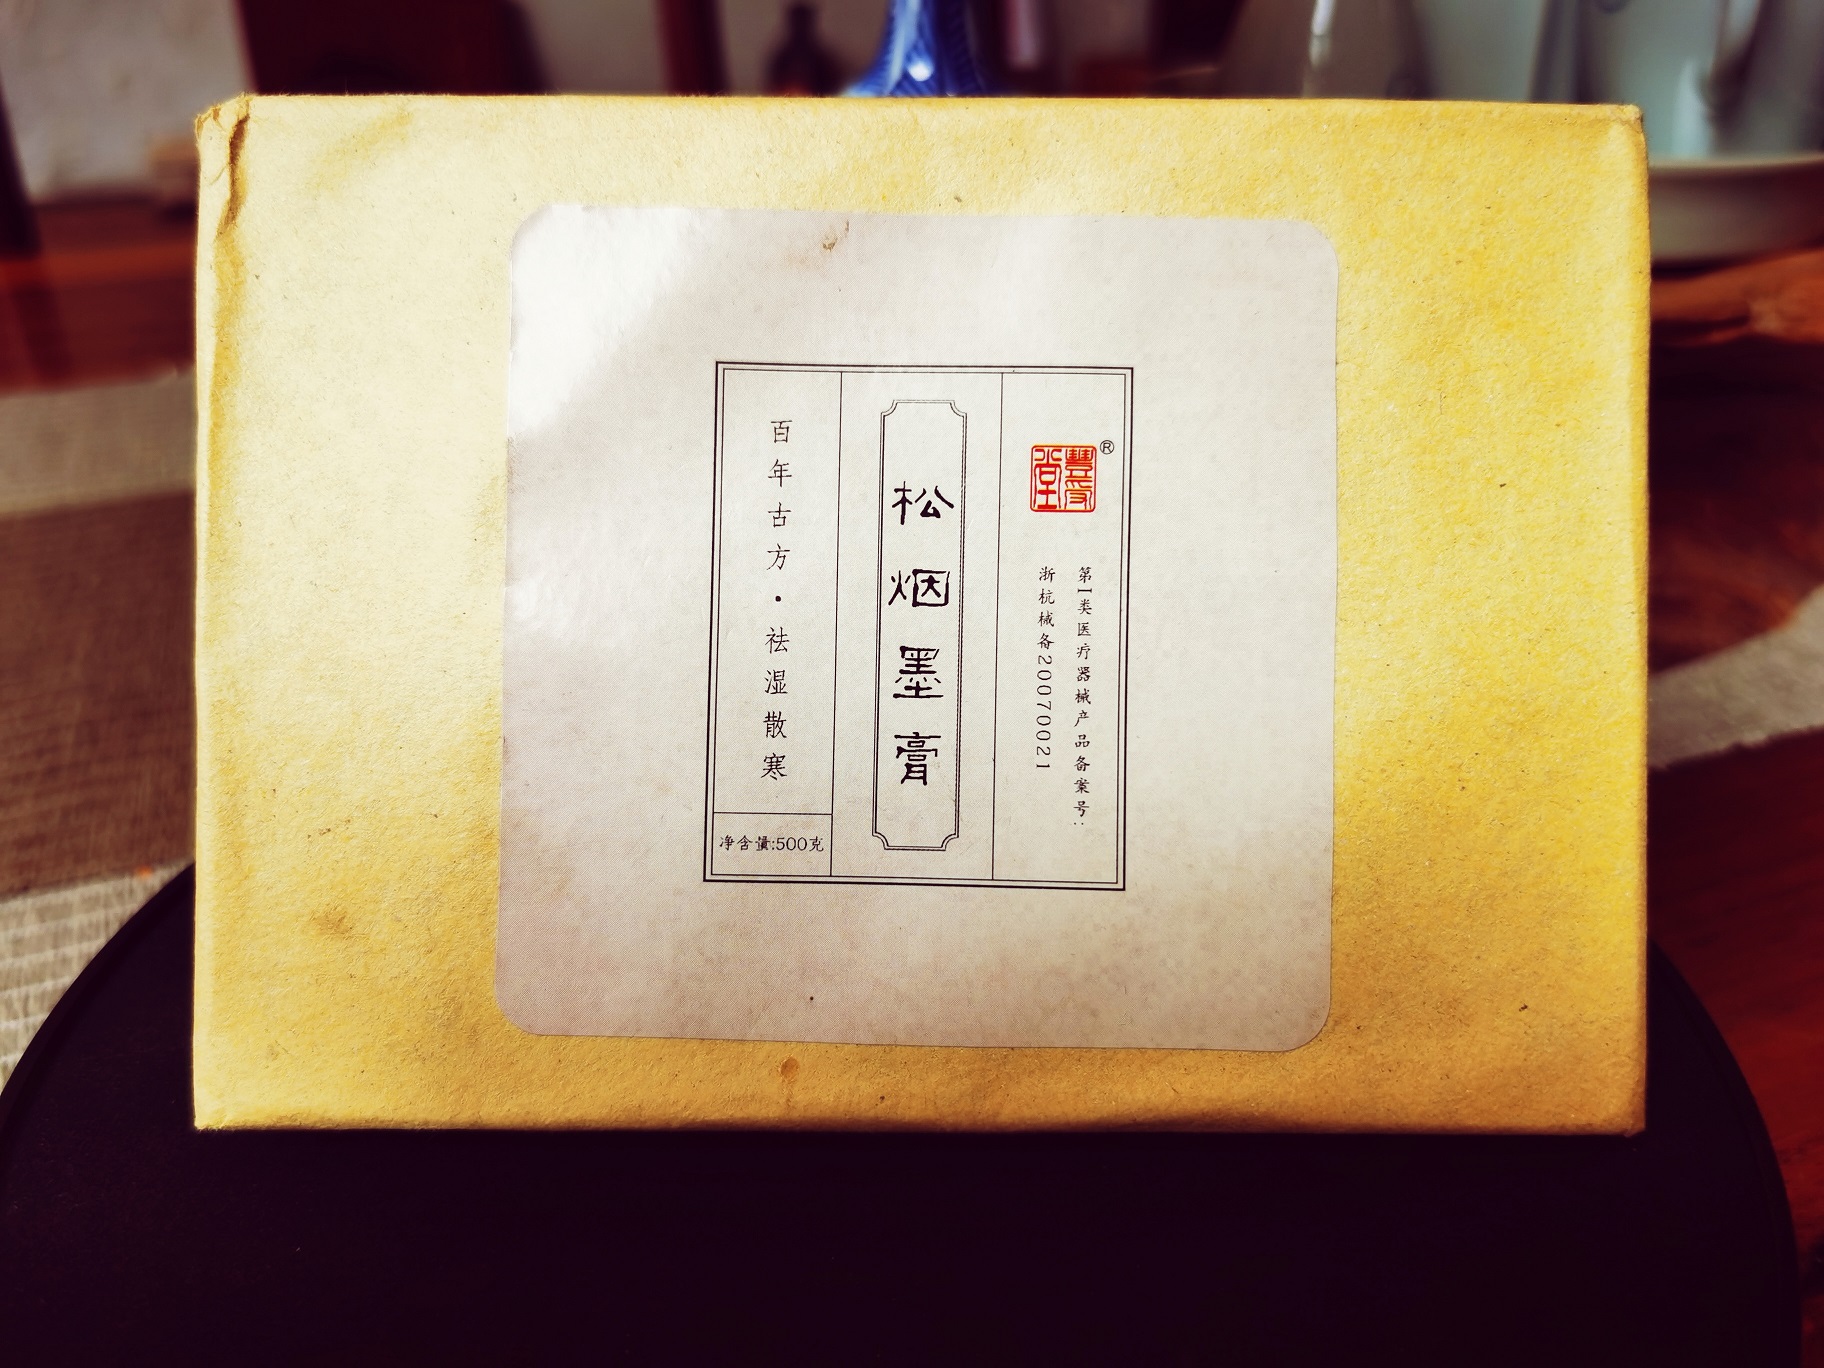 ®
第I类医疗器械产品备案号:
浙杭械备20070021
松烟墨膏
百年古方·祛湿散寒
净含量:500克